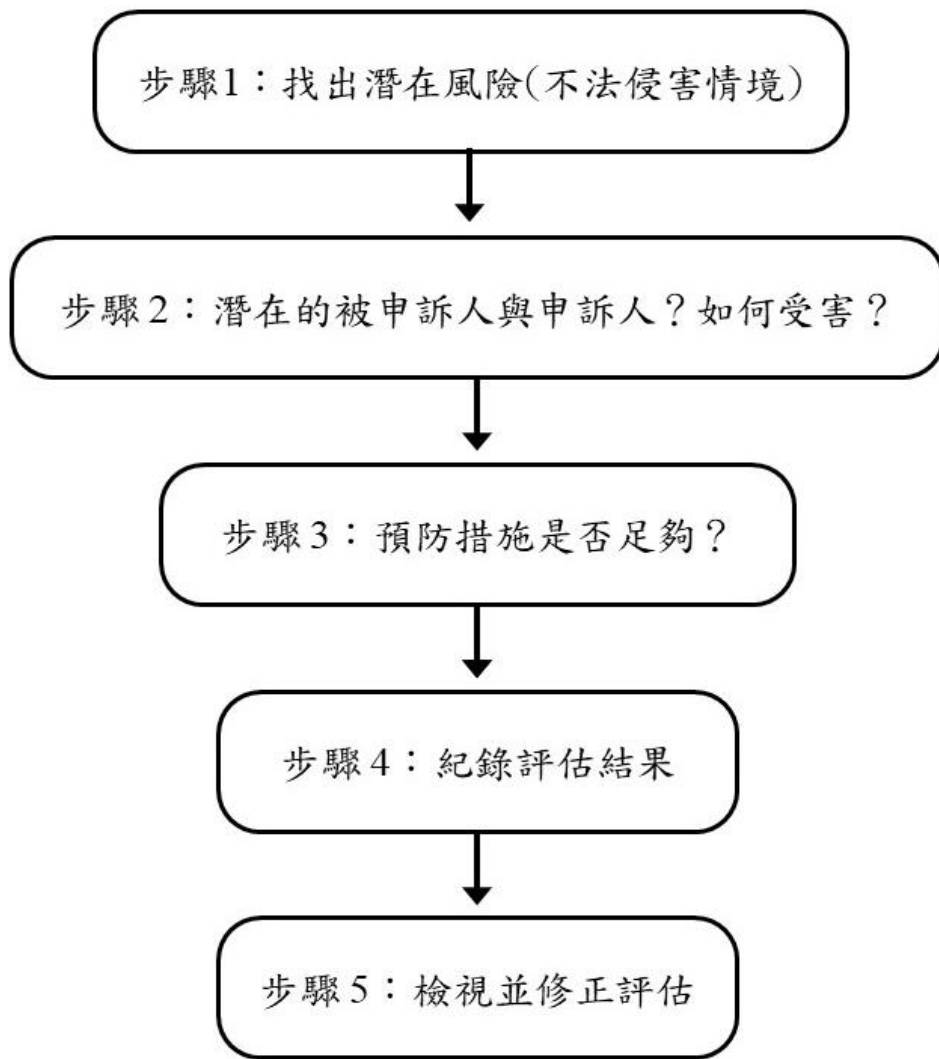 步驟1：找出潛在風險(不法侵害情境)
步驟2：潛在的被申訴人與申訴人？如何受害？
步驟3：預防措施是否足夠？
步驟4：紀錄評估結果
步驟5：檢視並修正評估